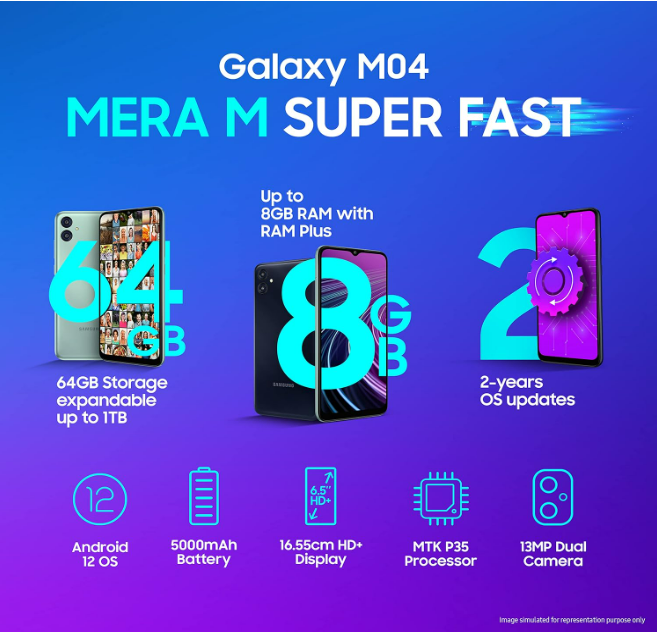 Galaxy M04
MERA M SUPER FAST
64
GB
64GB Storage
expandable
up to 1TB
Up to
8GB RAM with
RAM Plus
8
G
B
SAMSUNG
SAMSUNG
2
2-years
OS updates
12
Android
12 OS
5000mAh
Battery
6.5"
HD+
16.55cm HD+
Display
MTK P35
Processor
13MP Dual
Camera
Image simulated for representation purpose only